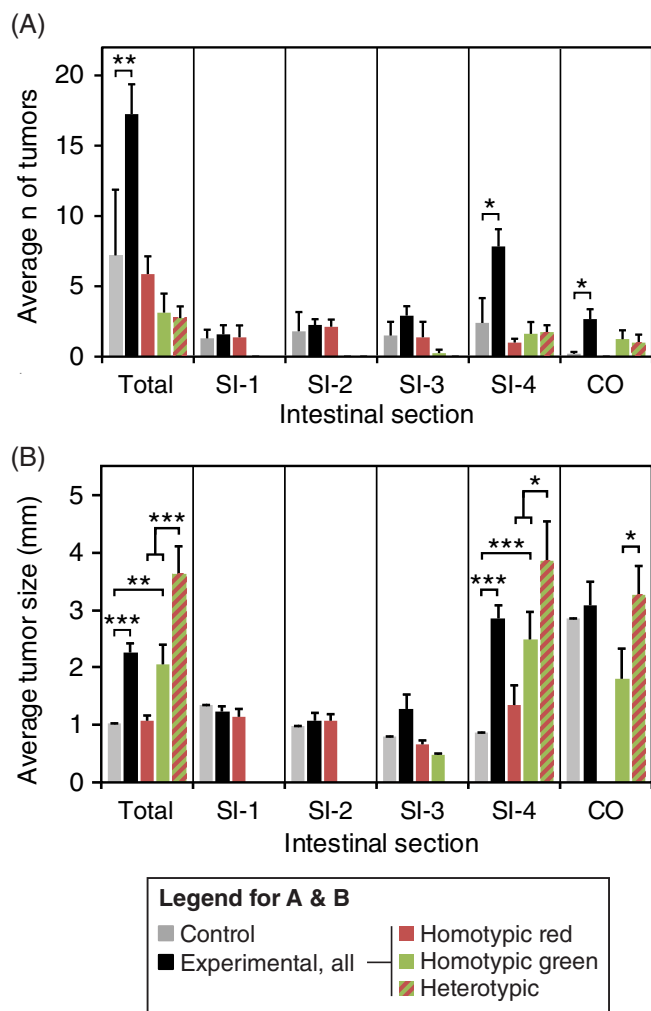 (A)
Average n of tumors
20
15
10
5
0
** * *
Total SI-1 SI-2 SI-3 SI-4 CO
Intestinal section
(B)
Average tumor size (mm)
5
4
3
2
1
0
*** ** *** *** *** * *
Total SI-1 SI-2 SI-3 SI-4 CO
Intestinal section
Legend for A & B
Control
Experimental, all
Homotypic red
Homotypic green
Heterotypic